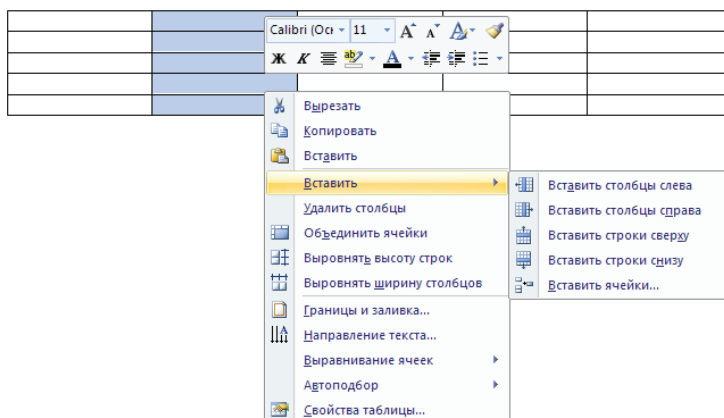 Calibri (Осн 11 А А А
Ж К ab А
Вырезать
Копировать
Вставить
Вставить
Удалить столбцы
Объединить ячейки
Выровнять высоту строк
Выровнять ширину столбцов
Границы и заливка...
Направление текста...
Выравнивание ячеек
Автоподбор
Свойства таблицы...
Вставить столбцы слева
Вставить столбцы справа
Вставить строки сверху
Вставить строки снизу
Вставить ячейки...